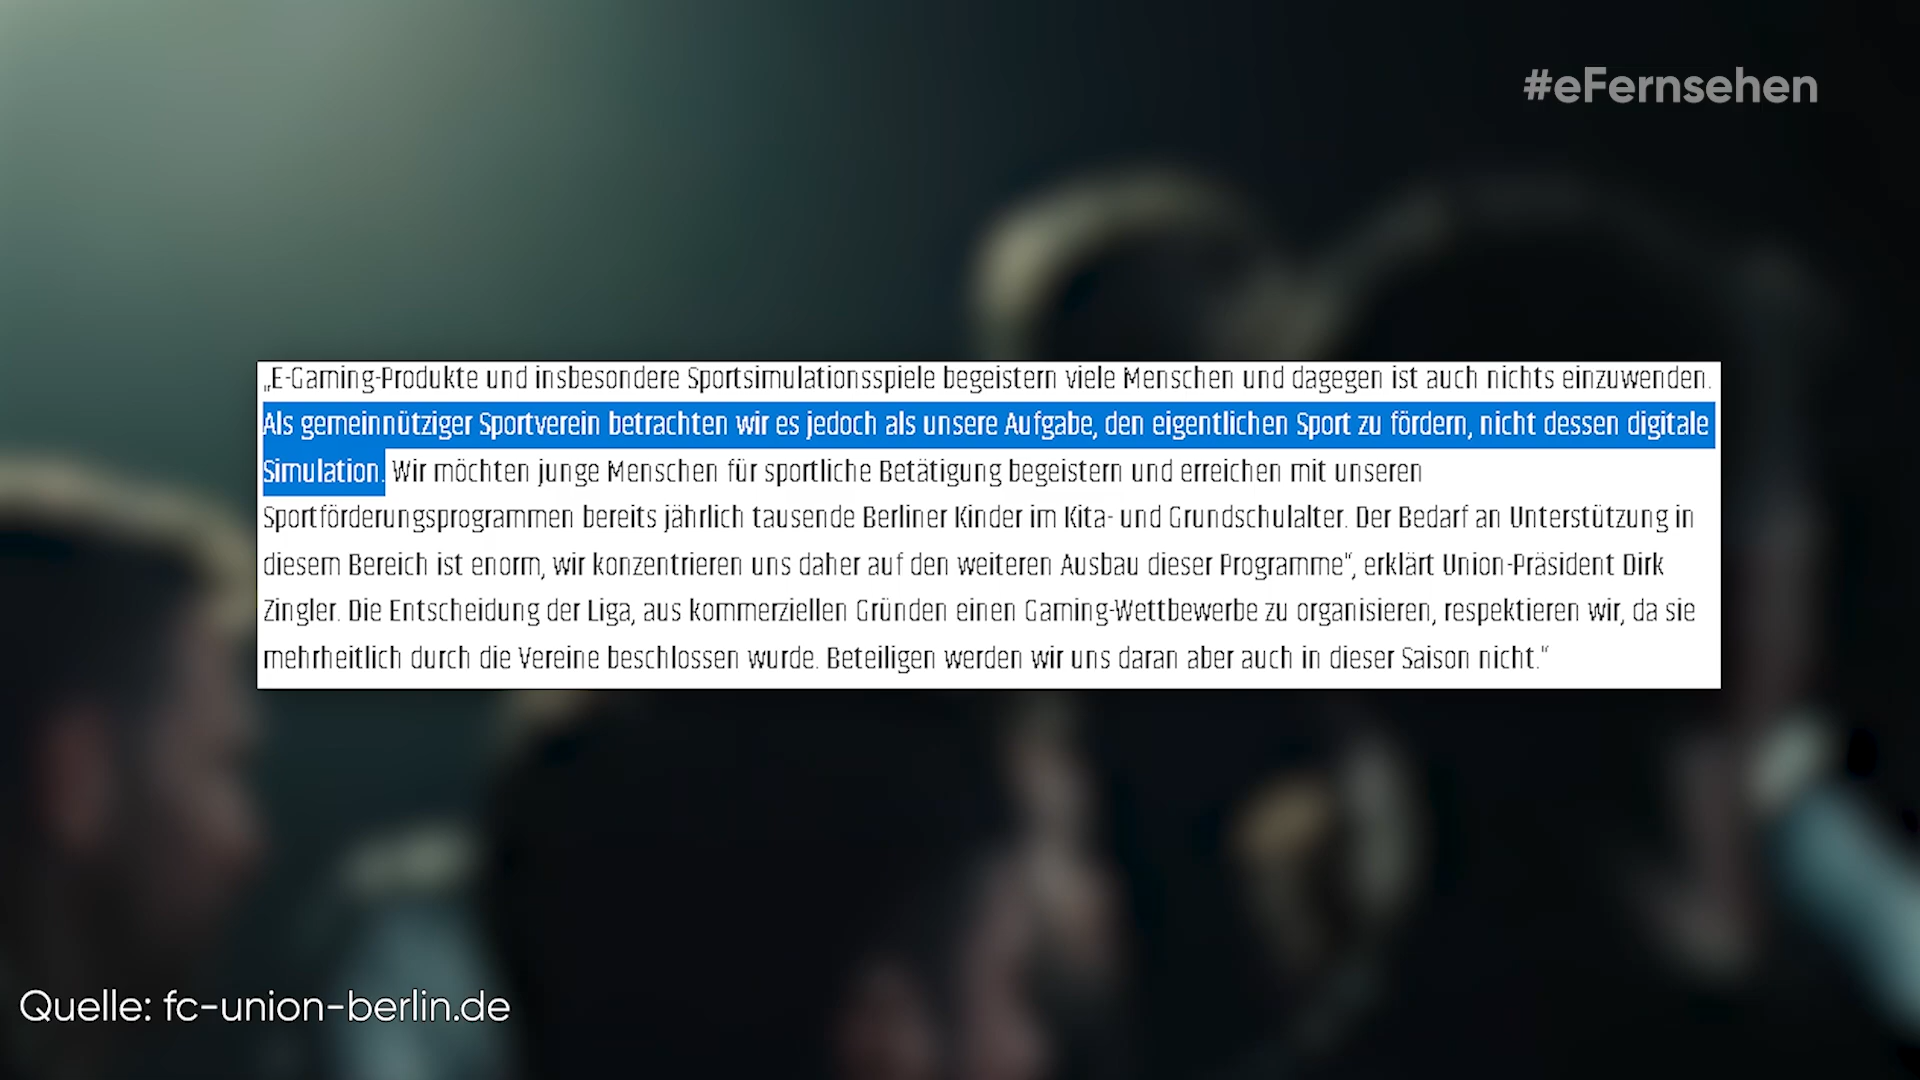 #eFernsehen
„E-Gaming-Produkte und insbesondere Sportsimulationsspiele begeistern viele Menschen und dagegen ist auch nichts einzuwenden.
Als gemeinnütziger Sportverein betrachten wir es jedoch als unsere Aufgabe, den eigentlichen Sport zu fördern, nicht dessen digitale
Simulation. Wir möchten junge Menschen für sportliche Betätigung begeistern und erreichen mit unseren
Sportförderungsprogrammen bereits jährlich tausende Berliner Kinder im Kita- und Grundschulalter. Der Bedarf an Unterstützung in
diesem Bereich ist enorm, wir konzentrieren uns daher auf den weiteren Ausbau dieser Programme“, erklärt Union-Präsident Dirk
Zingler. Die Entscheidung der Liga, aus kommerziellen Gründen einen Gaming-Wettbewerbe zu organisieren, respektieren wir, da sie
mehrheitlich durch die Vereine beschlossen wurde. Beteiligen werden wir uns daran aber auch in dieser Saison nicht.“
Quelle: fc-union-berlin.de